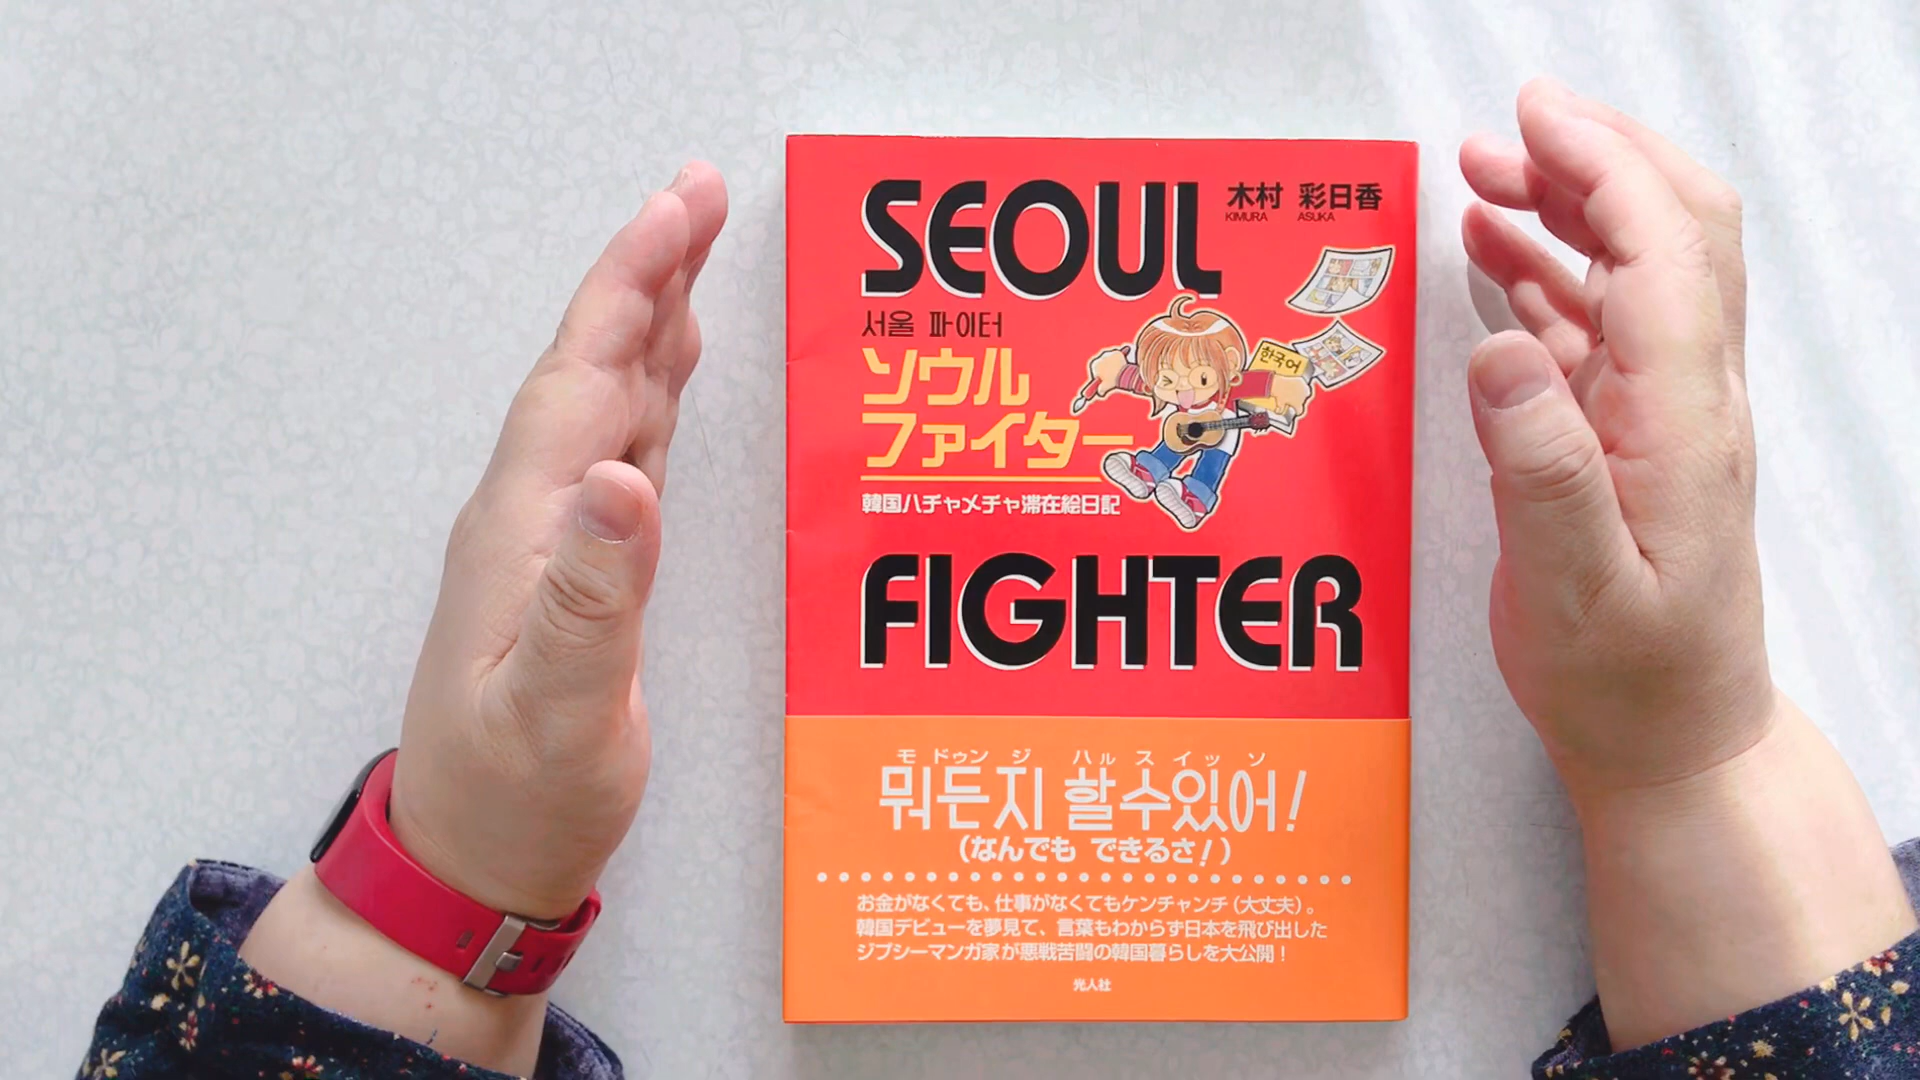 SEOUL
木村 彩日香
KIMURA ASUKA
서울 파이터
한국어
ソウル
ファイター
韓国ハチャメチャ滞在絵日記
FIGHTER
モ ドゥン ジ ハル ス イッ ソ
뭐든지 할수있어!
(なんでも できるさ!)
お金がなくても、仕事がなくてもケンチャンチ(大丈夫)。
韓国デビューを夢見て、言葉もわからず日本を飛び出した
ジプシーマンガ家が悪戦苦闘の韓国暮らしを大公開!
光人社